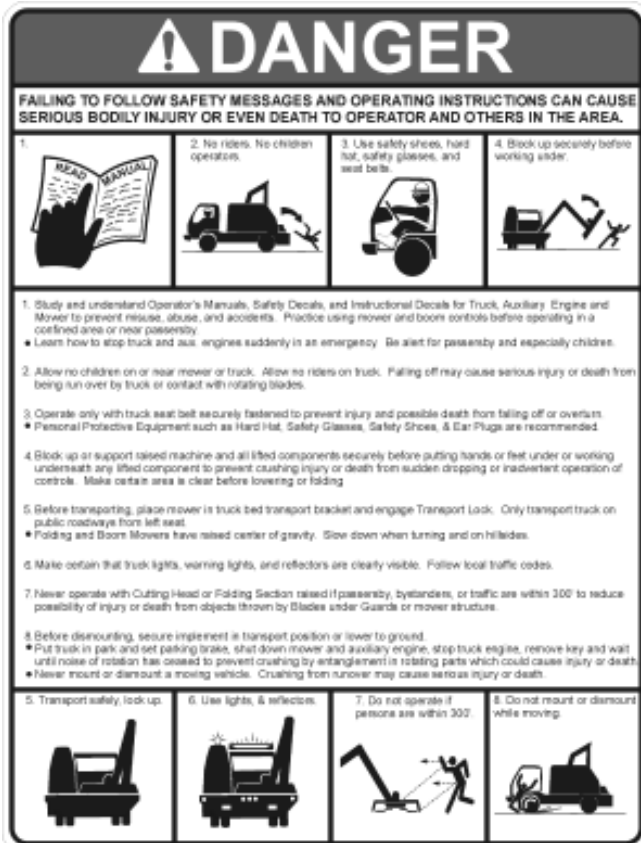 DANGER
FAILING TO FOLLOW SAFETY MESSAGES AND OPERATING INSTRUCTIONS CAN CAUSE
SERIOUS BODILY INJURY OR EVEN DEATH TO OPERATOR AND OTHERS IN THE AREA.
1.
READ MANUAL
2. No riders. No children
operators.
3. Use safety shoes, hard
hat, safety glasses, and
seat belts.
4. Block up securely before
working under.
1. Study and understand Operator's Manuals, Safety Decals, and Instructional Decals for Truck, Auxiliary Engine and
Mower to prevent misuse, abuse, and accidents. Practice using mower and boom controls before operating in a
confined area or near passersby.
• Learn how to stop truck and aux. engines suddenly in an emergency. Be alert for passersby and especially children.
2. Allow no children on or near mower or truck. Allow no riders on truck. Falling off may cause serious injury or death from
being run over by truck or contact with rotating blades.
3. Operate only with truck seat belt securely fastened to prevent injury and possible death from falling off or overturn.
• Personal Protective Equipment such as Hard Hat, Safety Glasses, Safety Shoes, & Ear Plugs are recommended.
4. Block up or support raised machine and all lifted components securely before putting hands or feet under or working
underneath any lifted component to prevent crushing injury or death from sudden dropping or inadvertent operation of
controls. Make certain area is clear before lowering or folding
5. Before transporting, place mower in truck bed transport bracket and engage Transport Lock. Only transport truck on
public roadways from left seat.
• Folding and Boom Mowers have raised center of gravity. Slow down when turning and on hillsides.
6. Make certain that truck lights, warning lights, and reflectors are clearly visible. Follow local traffic codes.
7. Never operate with Cutting Head or Folding Section raised if passersby, bystanders, or traffic are within 300' to reduce
possibility of injury or death from objects thrown by Blades under Guards or mower structure.
8. Before dismounting, secure implement in transport position or lower to ground.
• Put truck in park and set parking brake, shut down mower and auxiliary engine, stop truck engine, remove key and wait
until noise of rotation has ceased to prevent crushing by entanglement in rotating parts which could cause injury or death.
• Never mount or dismount a moving vehicle. Crushing from runover may cause serious injury or death.
5. Transport safely, lock up.
6. Use lights, & reflectors.
7. Do not operate if
persons are within 300'.
8. Do not mount or dismount
while moving.